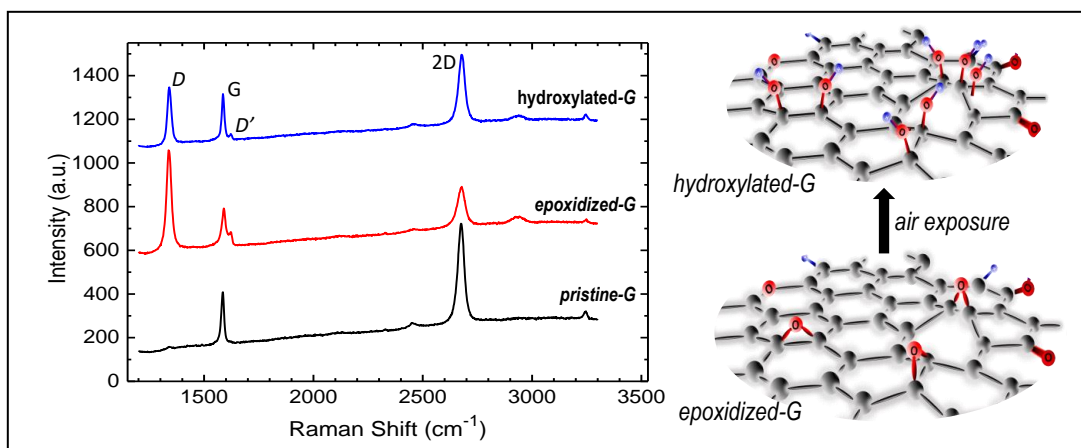 1400
1200
1000
800
600
400
200
0
Intensity (a.u.)
D
G
D'
2D
hydroxylated-G
epoxidized-G
pristine-G
1500 2000 2500 3000 3500
Raman Shift (cm-1)
O O O O O O O O O
hydroxylated-G
air exposure
O O O O O O
epoxidized-G